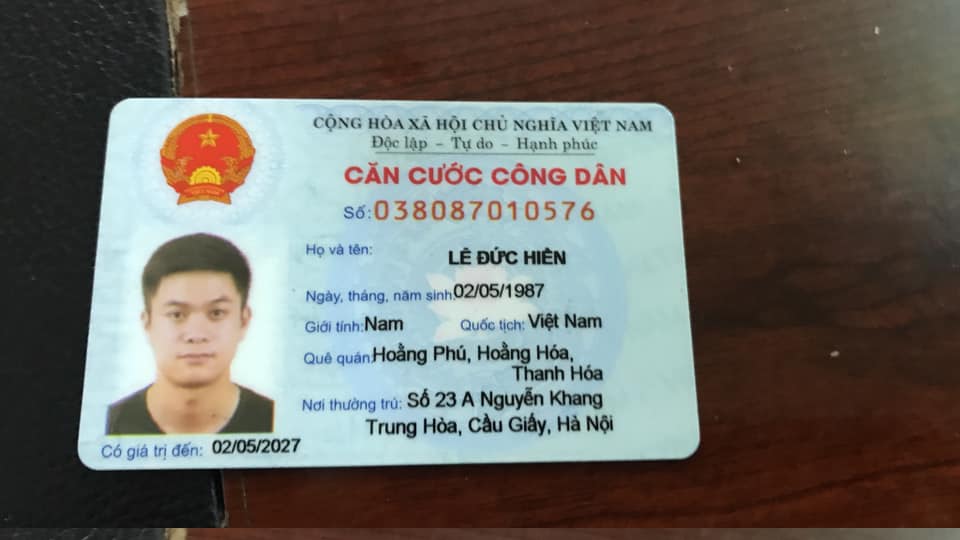 CỘNG HÒA XÃ HỘI CHỦ NGHĨA VIỆT NAM
Độc lập – Tự do – Hạnh phúc
CĂN CƯỚC CÔNG DÂN
Số: 038087010576
Họ và tên: LÊ ĐỨC HIÊN
Ngày, tháng, năm sinh: 02/05/1987
Giới tính: Nam Quốc tịch: Việt Nam
Quê quán: Hoằng Phú, Hoằng Hóa,
Thanh Hóa
Nơi thường trú: Số 23 A Nguyễn Khang
Trung Hòa, Cầu Giấy, Hà Nội
Có giá trị đến: 02/05/2027